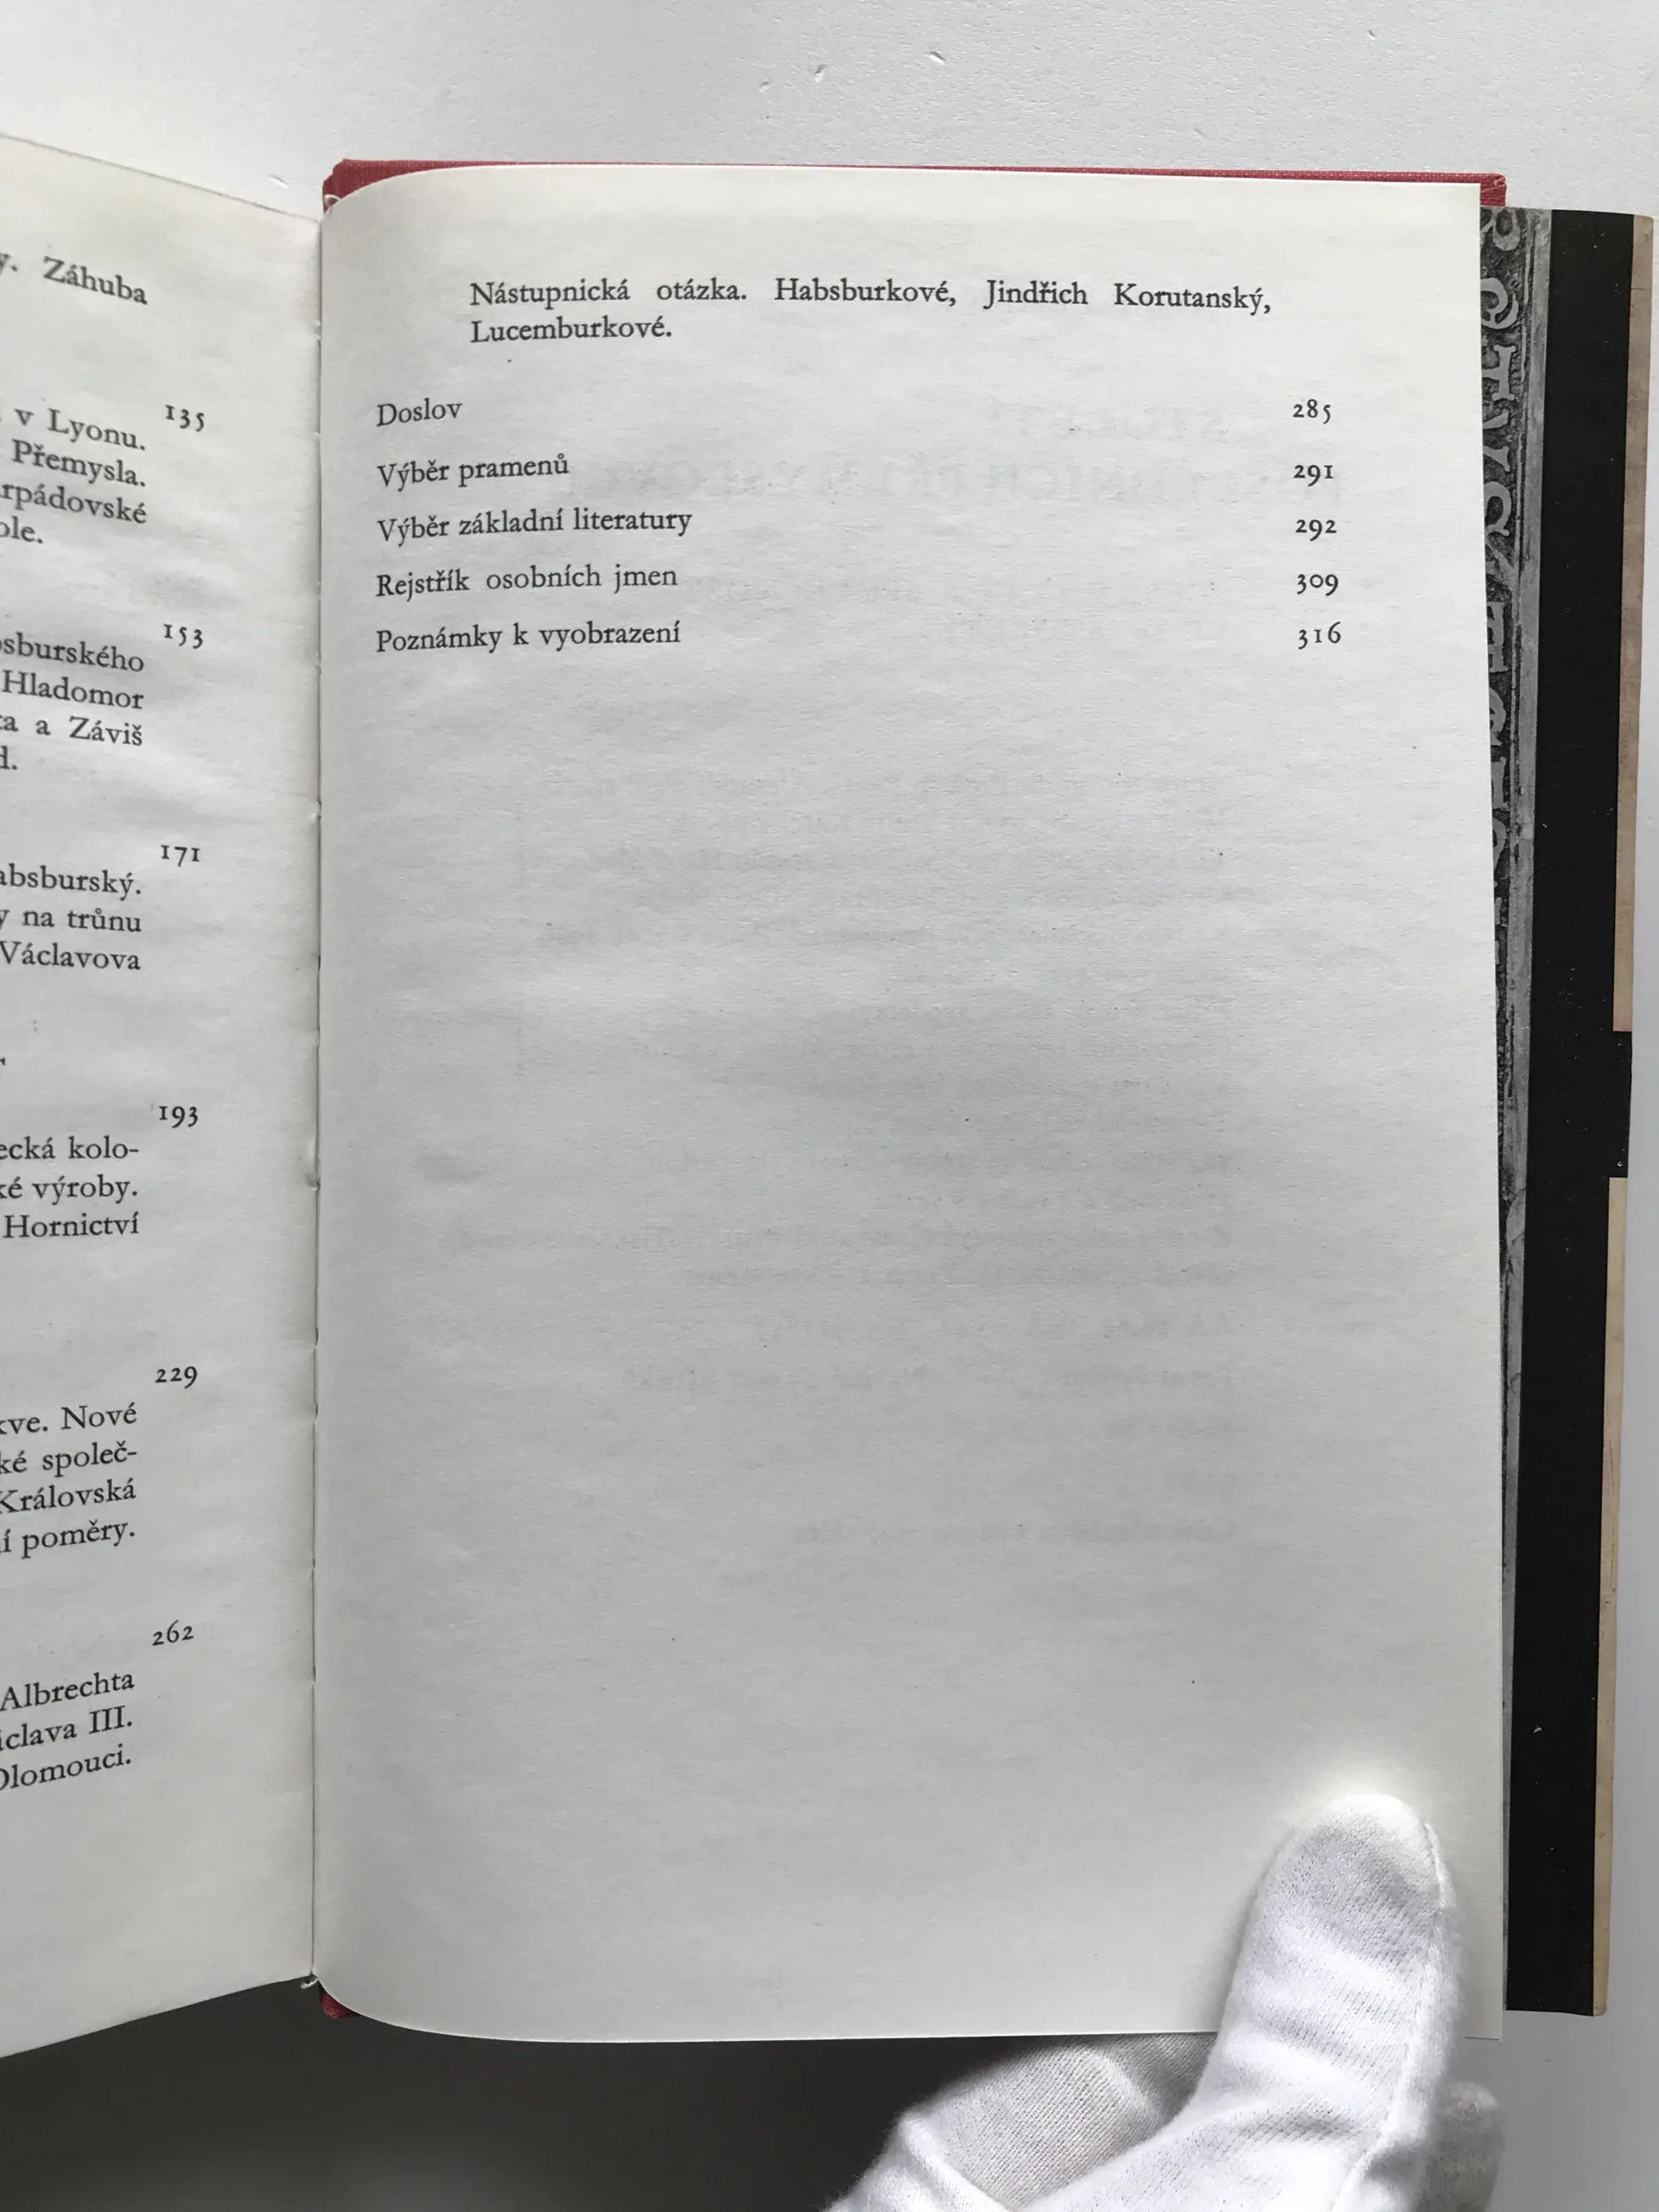 Záhuba
135
v Lyonu.
Přemysla.
rpádovské
ole.
153
sburského
Hladomor
a a Záviš
d.
171
absburský.
y na trůnu
Václavova
193
ecká kolo-
ké výroby.
Hornictví
229
kve. Nové
ké společ-
Královská
í poměry.
262
Albrechta
clava III.
Olomouci.
Nástupnická otázka. Habsburkové, Jindřich Korutanský,
Lucemburkové.
Doslov 285
Výběr pramenů 291
Výběr základní literatury 292
Rejstřík osobních jmen 309
Poznámky k vyobrazení 316